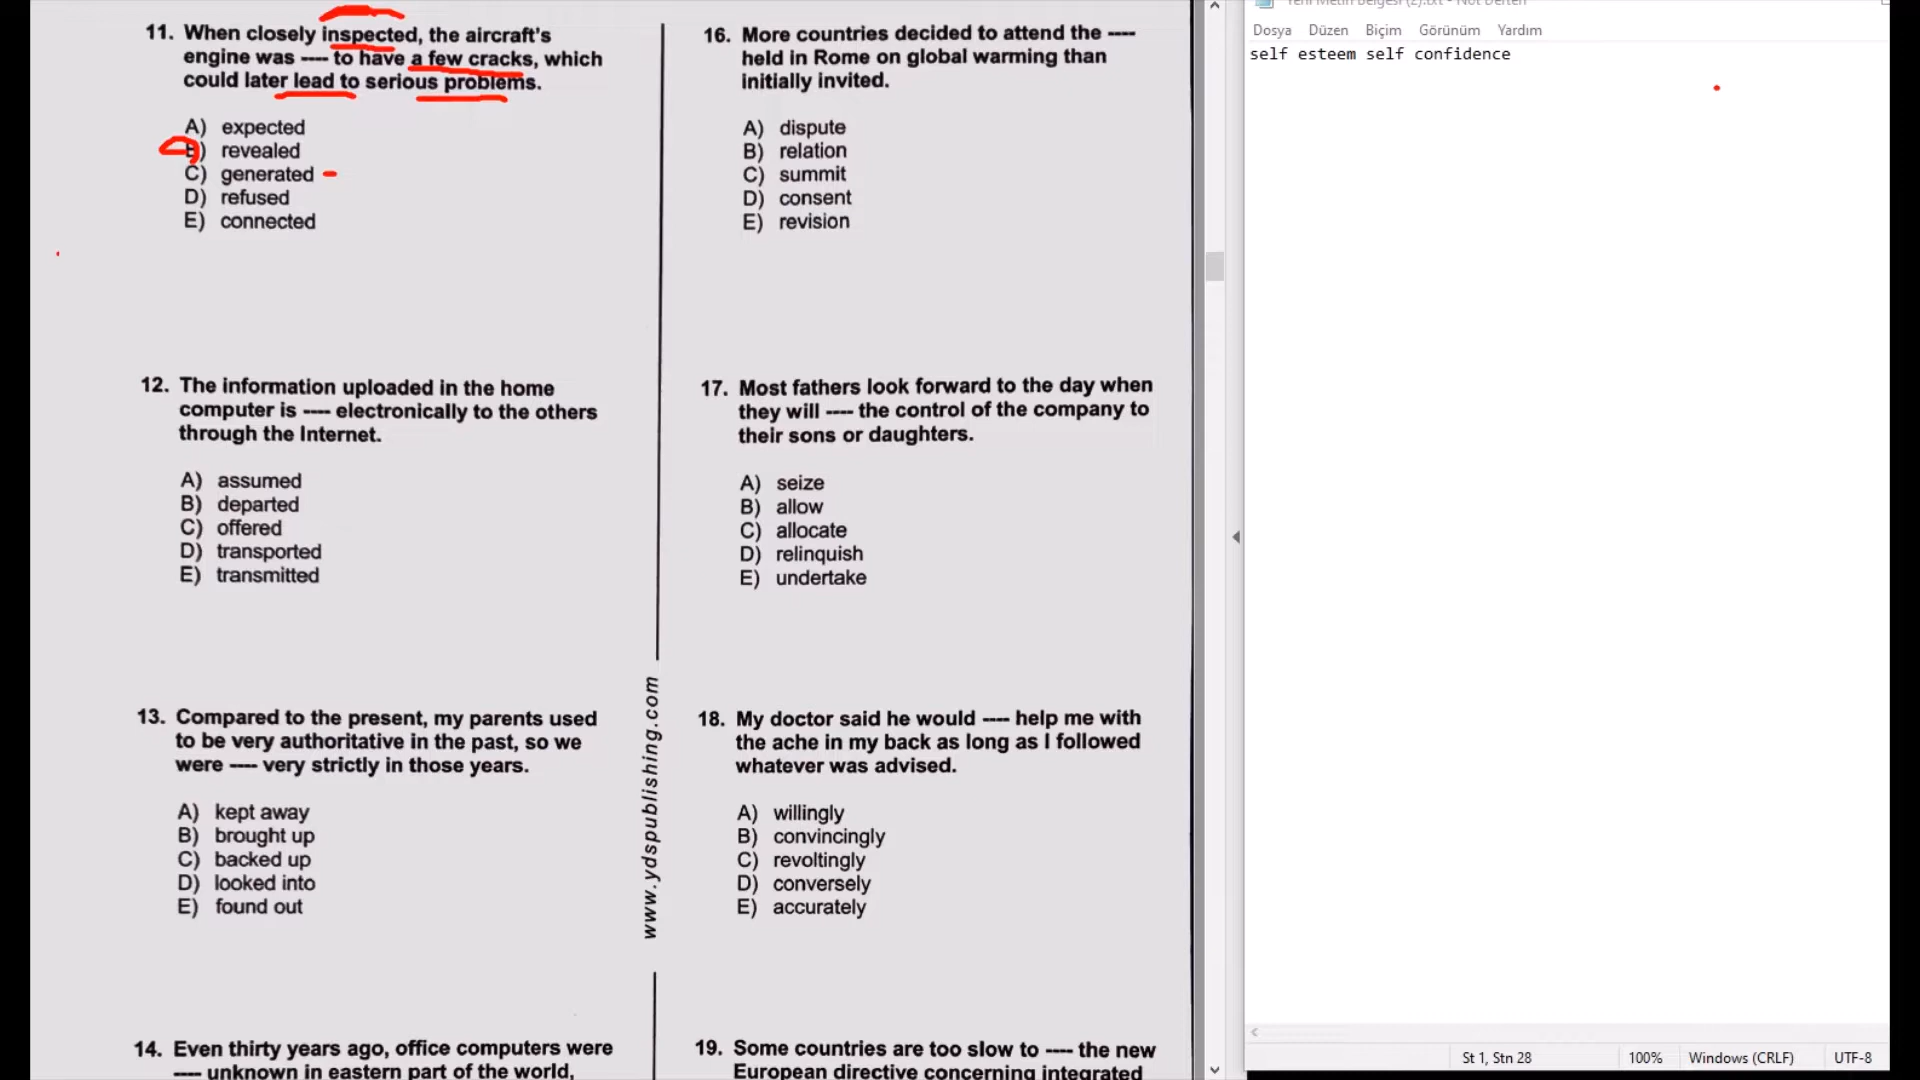 11. When closely inspected, the aircraft's
engine was ---- to have a few cracks, which
could later lead to serious problems.
A) expected
B) revealed
C) generated
D) refused
E) connected
12. The information uploaded in the home
computer is ---- electronically to the others
through the Internet.
A) assumed
B) departed
C) offered
D) transported
E) transmitted
13. Compared to the present, my parents used
to be very authoritative in the past, so we
were ---- very strictly in those years.
A) kept away
B) brought up
C) backed up
D) looked into
E) found out
14. Even thirty years ago, office computers were
---- unknown in eastern part of the world,
www.ydspublishing.com
16. More countries decided to attend the ----
held in Rome on global warming than
initially invited.
A) dispute
B) relation
C) summit
D) consent
E) revision
17. Most fathers look forward to the day when
they will ---- the control of the company to
their sons or daughters.
A) seize
B) allow
C) allocate
D) relinquish
E) undertake
18. My doctor said he would ---- help me with
the ache in my back as long as I followed
whatever was advised.
A) willingly
B) convincingly
C) revoltingly
D) conversely
E) accurately
19. Some countries are too slow to ---- the new
European directive concerning integrated
Yeni Metin Belgesi (2).txt - Not Defteri
Dosya Düzen Biçim Görünüm Yardım
self esteem self confidence
St 1, Stn 28 100% Windows (CRLF) UTF-8